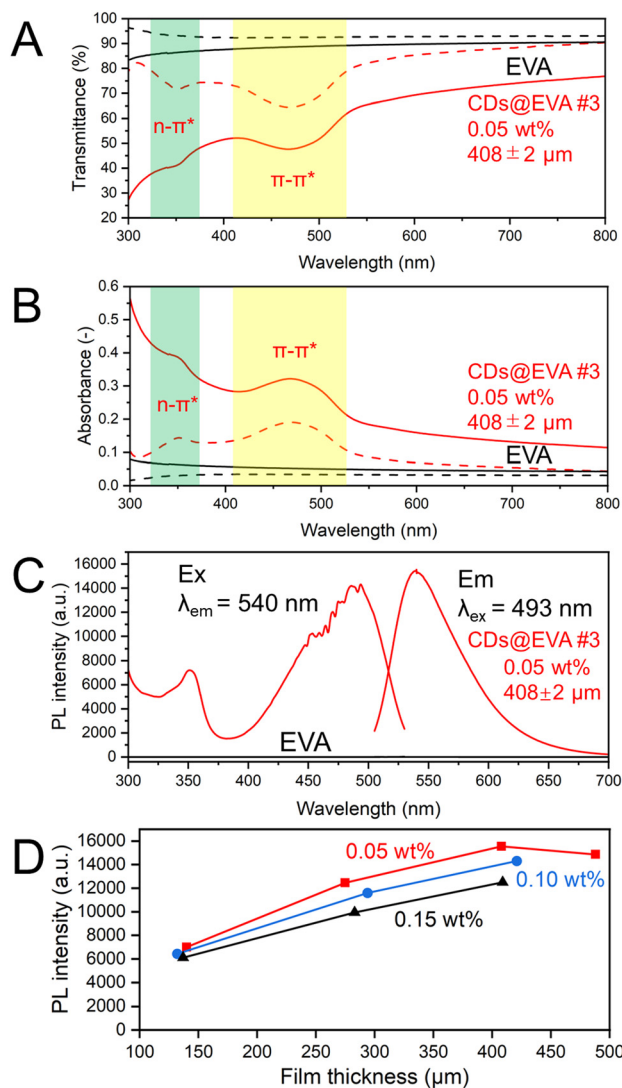 A
Transmittance (%)
100
90
80
70
60
50
40
30
20
n-π*
π-π*
EVA
CDs@EVA #3
0.05 wt%
408 ± 2 μm
300
400
500
600
700
800
Wavelength (nm)
B
Absorbance (-)
0.6
0.5
0.4
0.3
0.2
0.1
0.0
n-π*
π-π*
CDs@EVA #3
0.05 wt%
408 ± 2 μm
EVA
300
400
500
600
700
800
Wavelength (nm)
C
PL intensity (a.u.)
16000
14000
12000
10000
8000
6000
4000
2000
0
Ex
λem = 540 nm
Em
λex = 493 nm
CDs@EVA #3
0.05 wt%
408±2 μm
EVA
300
350
400
450
500
550
600
650
700
Wavelength (nm)
D
PL intensity (a.u.)
16000
14000
12000
10000
8000
6000
4000
2000
0
0.05 wt%
0.10 wt%
0.15 wt%
100
150
200
250
300
350
400
450
500
Film thickness (μm)